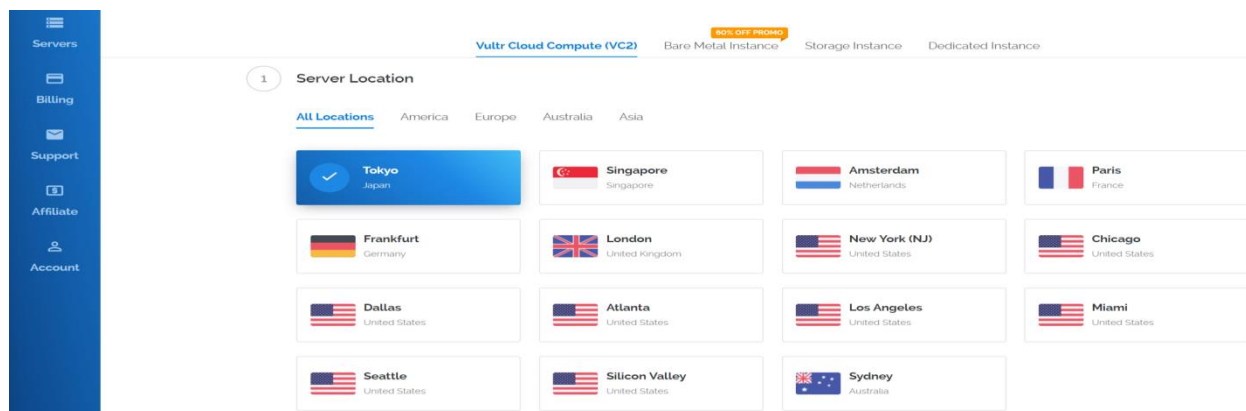 Servers
Billing
Support
Affiliate
Account
60% OFF PROMO
Vultr Cloud Compute (VC2) Bare Metal Instance Storage Instance Dedicated Instance
1 Server Location
All Locations America Europe Australia Asia
Tokyo
Japan
Singapore
Singapore
Amsterdam
Netherlands
Paris
France
Frankfurt
Germany
London
United Kingdom
New York (NJ)
United States
Chicago
United States
Dallas
United States
Atlanta
United States
Los Angeles
United States
Miami
United States
Seattle
United States
Silicon Valley
United States
Sydney
Australia